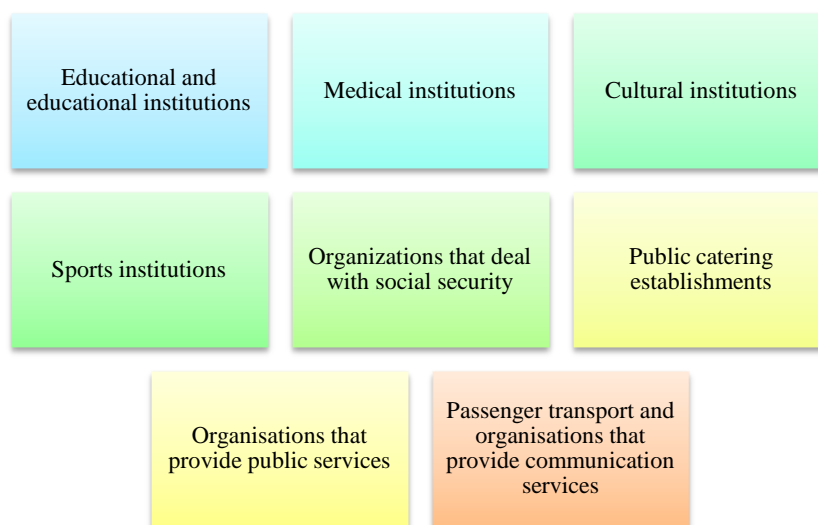 Educational and
educational institutions
Medical institutions
Cultural institutions
Sports institutions
Organizations that deal
with social security
Public catering
establishments
Organisations that
provide public services
Passenger transport and
organisations that
provide communication
services